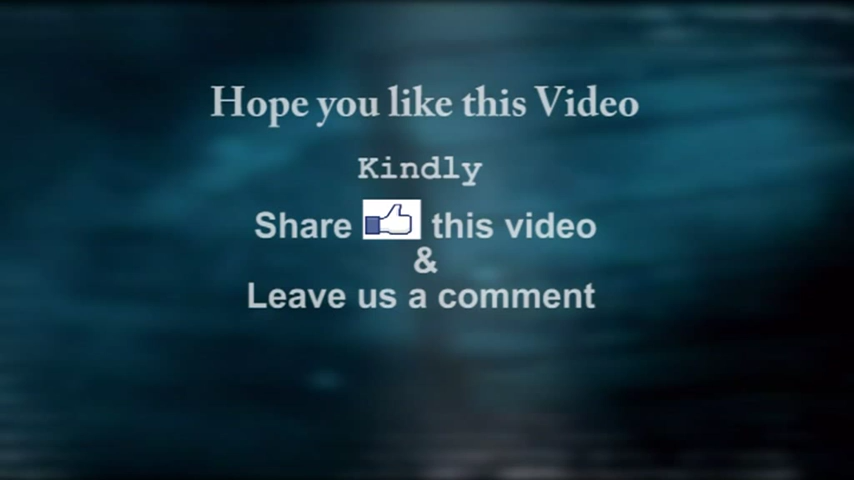 Hope you like this Video
Kindly
Share this video
&
Leave us a comment